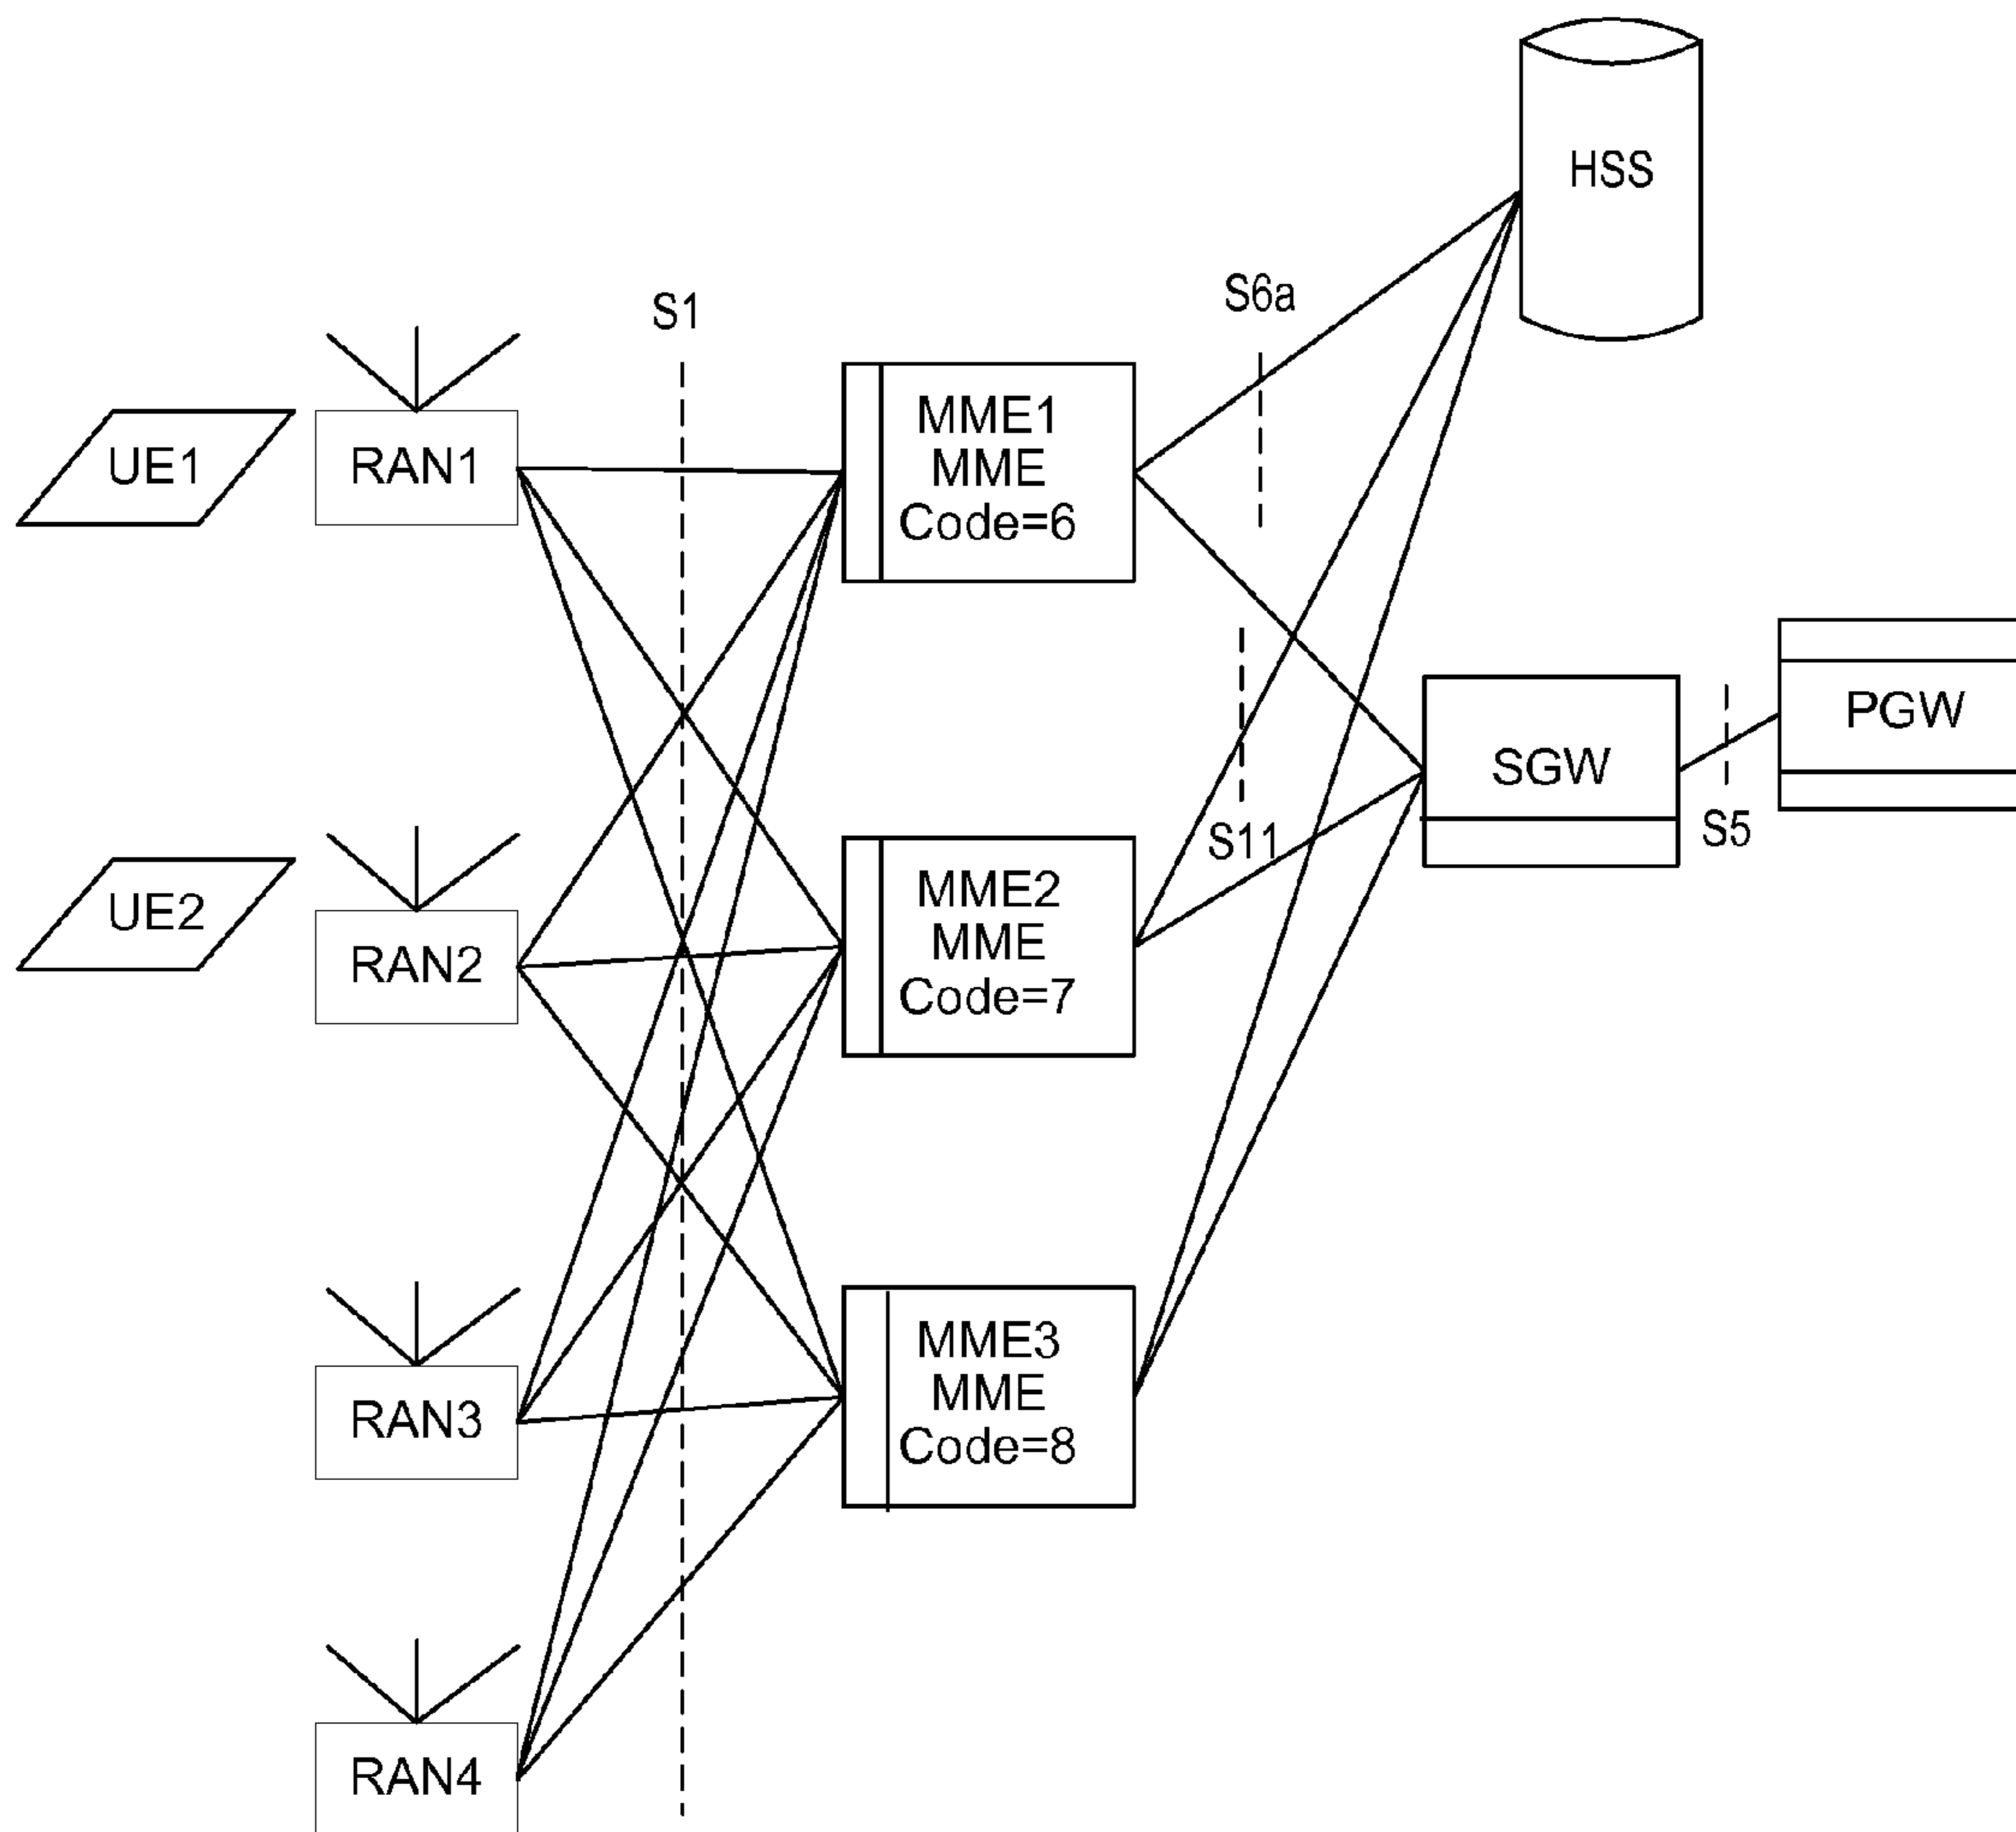 HSS
S6a
S1
MME1
MME
Code=6
UE1
RAN1
PGW
SGW
S5
S11
MME2
MME
Code=7
UE2
RAN2
MME3
MME
Code=8
RAN3
RAN4